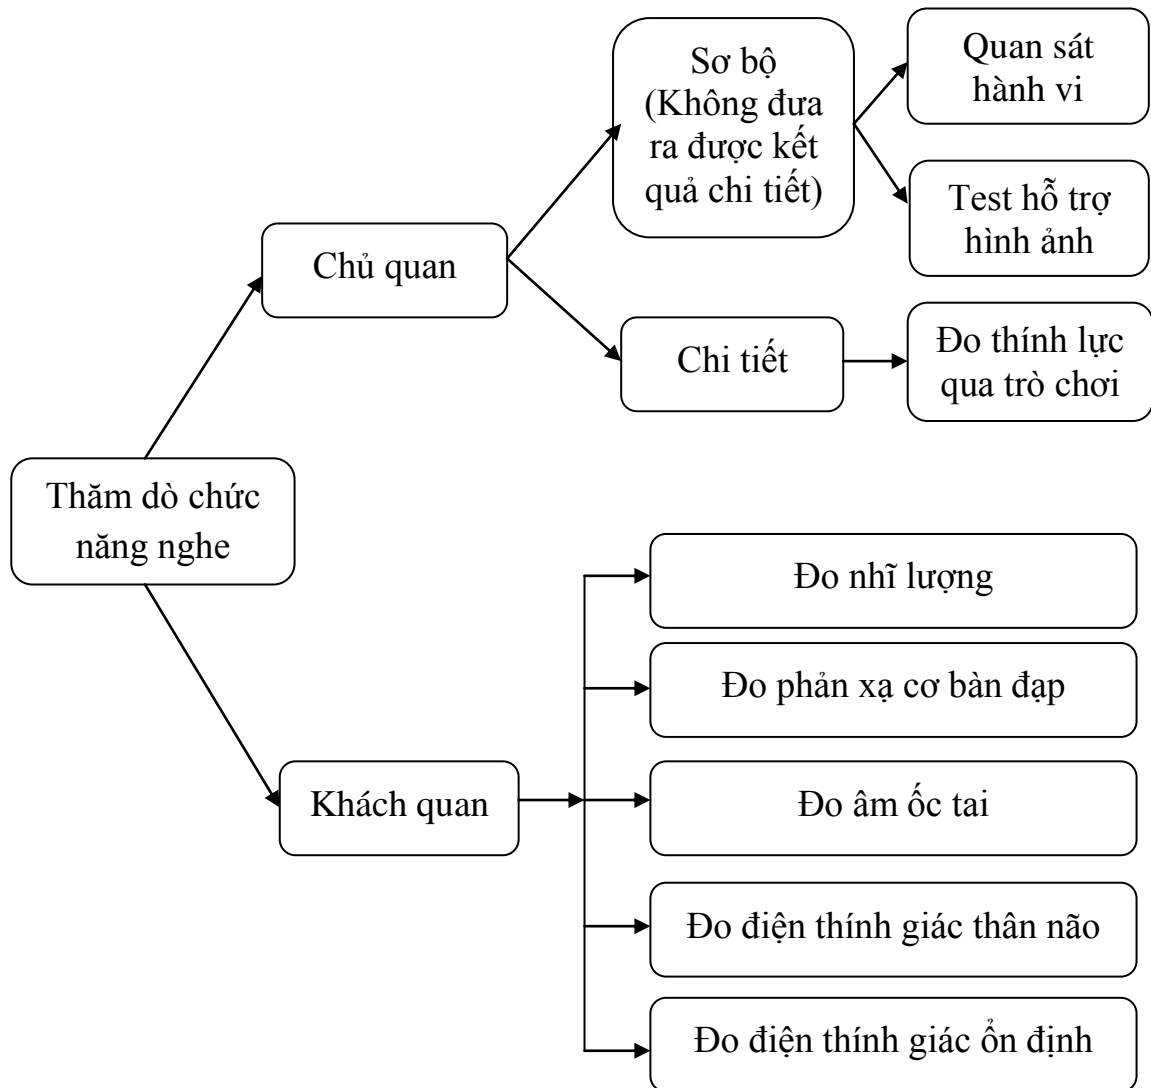 Sơ bộ
(Không đưa
ra được kết
quả chi tiết)
Quan sát
hành vi
Test hỗ trợ
hình ảnh
Chủ quan
Chi tiết
Đo thính lực
qua trò chơi
Thăm dò chức
năng nghe
Đo nhĩ lượng
Đo phản xạ cơ bàn đạp
Khách quan
Đo âm ốc tai
Đo điện thính giác thân não
Đo điện thính giác ổn định